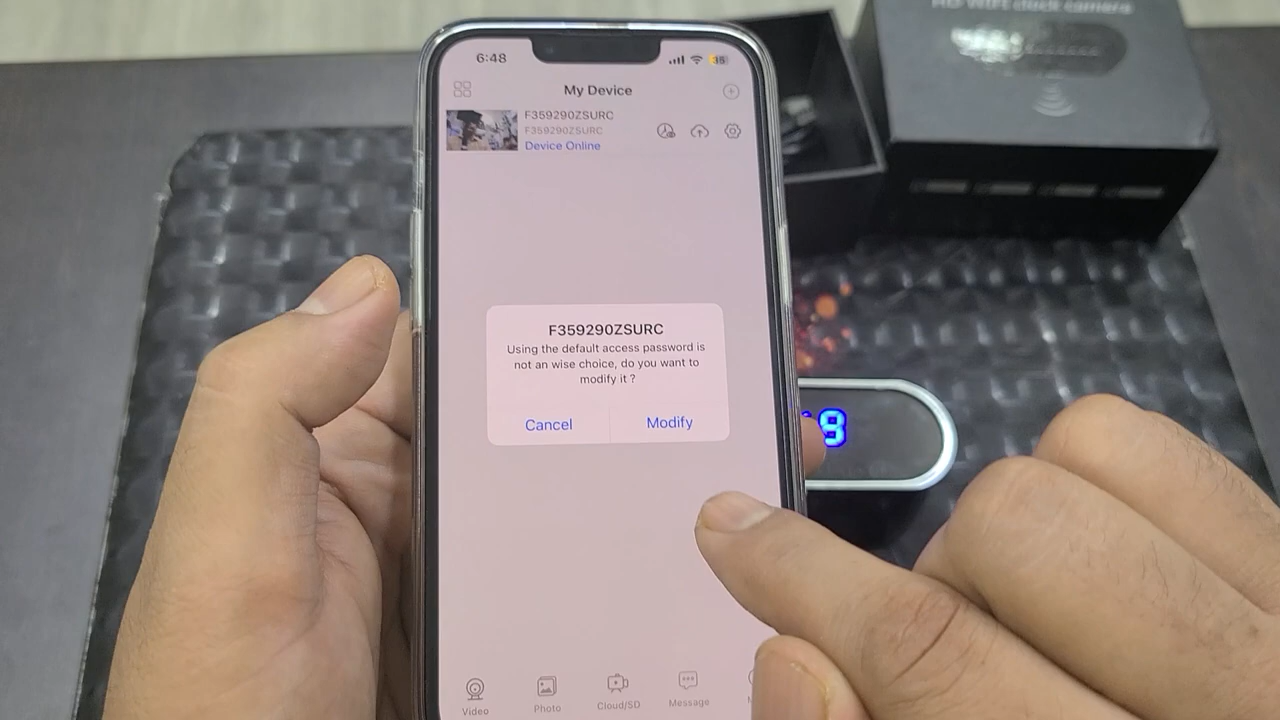 HD WiFi clock camera
6:48
35
My Device
F359290ZSURC
F359290ZSURC
Device Online
F359290ZSURC
Using the default access password is
not an wise choice, do you want to
modify it ?
Cancel
Modify
9
Video
Photo
Cloud/SD
Message